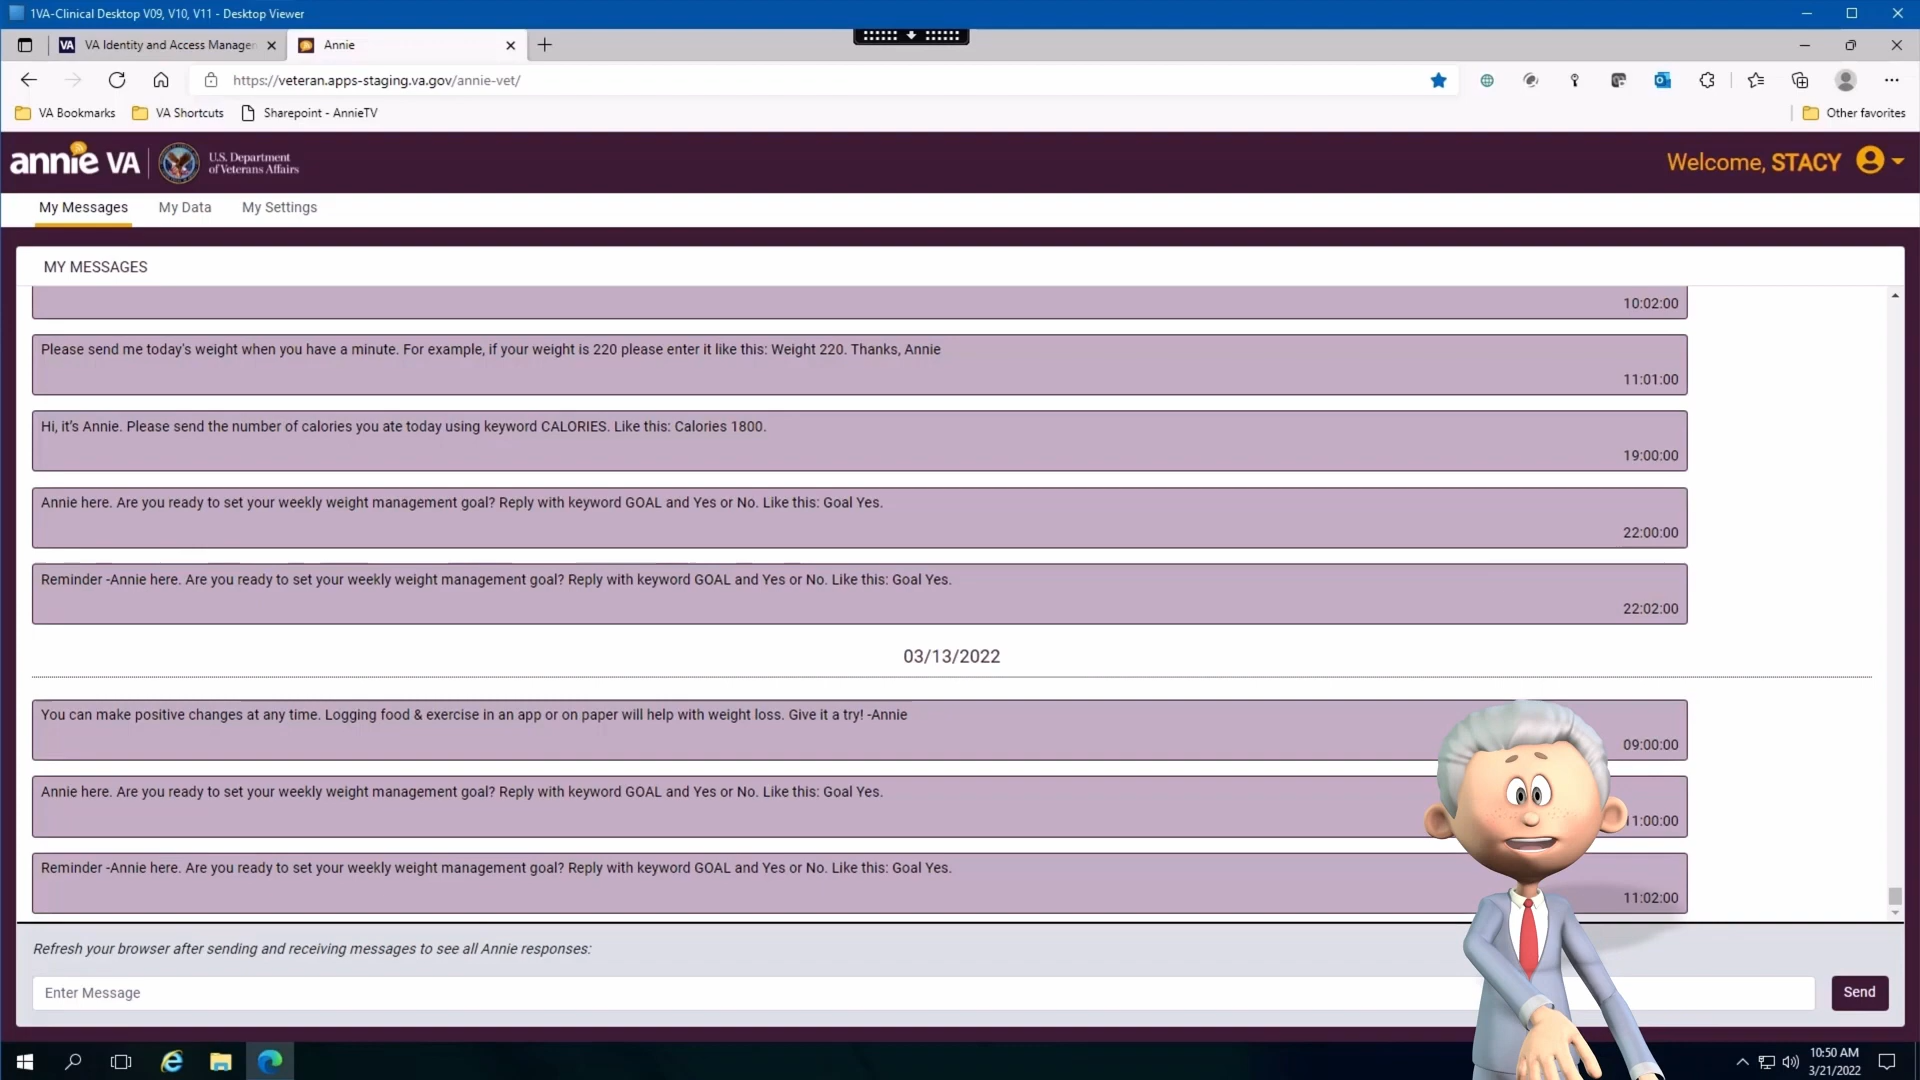 1VA-Clinical Desktop V09, V10, V11 - Desktop Viewer
VA Identity and Access Manage
Annie
https://veteran.apps-staging.va.gov/annie-vet/
VA Bookmarks
VA Shortcuts
Sharepoint - AnnieTV
Other favorites
annie VA
U.S. Department
of Veterans Affairs
Welcome, STACY
My Messages
My Data
My Settings
MY MESSAGES
10:02:00
Please send me today's weight when you have a minute. For example, if your weight is 220 please enter it like this: Weight 220. Thanks, Annie
11:01:00
Hi, it’s Annie. Please send the number of calories you ate today using keyword CALORIES. Like this: Calories 1800.
19:00:00
Annie here. Are you ready to set your weekly weight management goal? Reply with keyword GOAL and Yes or No. Like this: Goal Yes.
22:00:00
Reminder -Annie here. Are you ready to set your weekly weight management goal? Reply with keyword GOAL and Yes or No. Like this: Goal Yes.
22:02:00
03/13/2022
You can make positive changes at any time. Logging food & exercise in an app or on paper will help with weight loss. Give it a try! -Annie
09:00:00
Annie here. Are you ready to set your weekly weight management goal? Reply with keyword GOAL and Yes or No. Like this: Goal Yes.
1:00:00
Reminder -Annie here. Are you ready to set your weekly weight management goal? Reply with keyword GOAL and Yes or No. Like this: Goal Yes.
11:02:00
Refresh your browser after sending and receiving messages to see all Annie responses:
Enter Message
Send
10:50 AM
3/21/2022